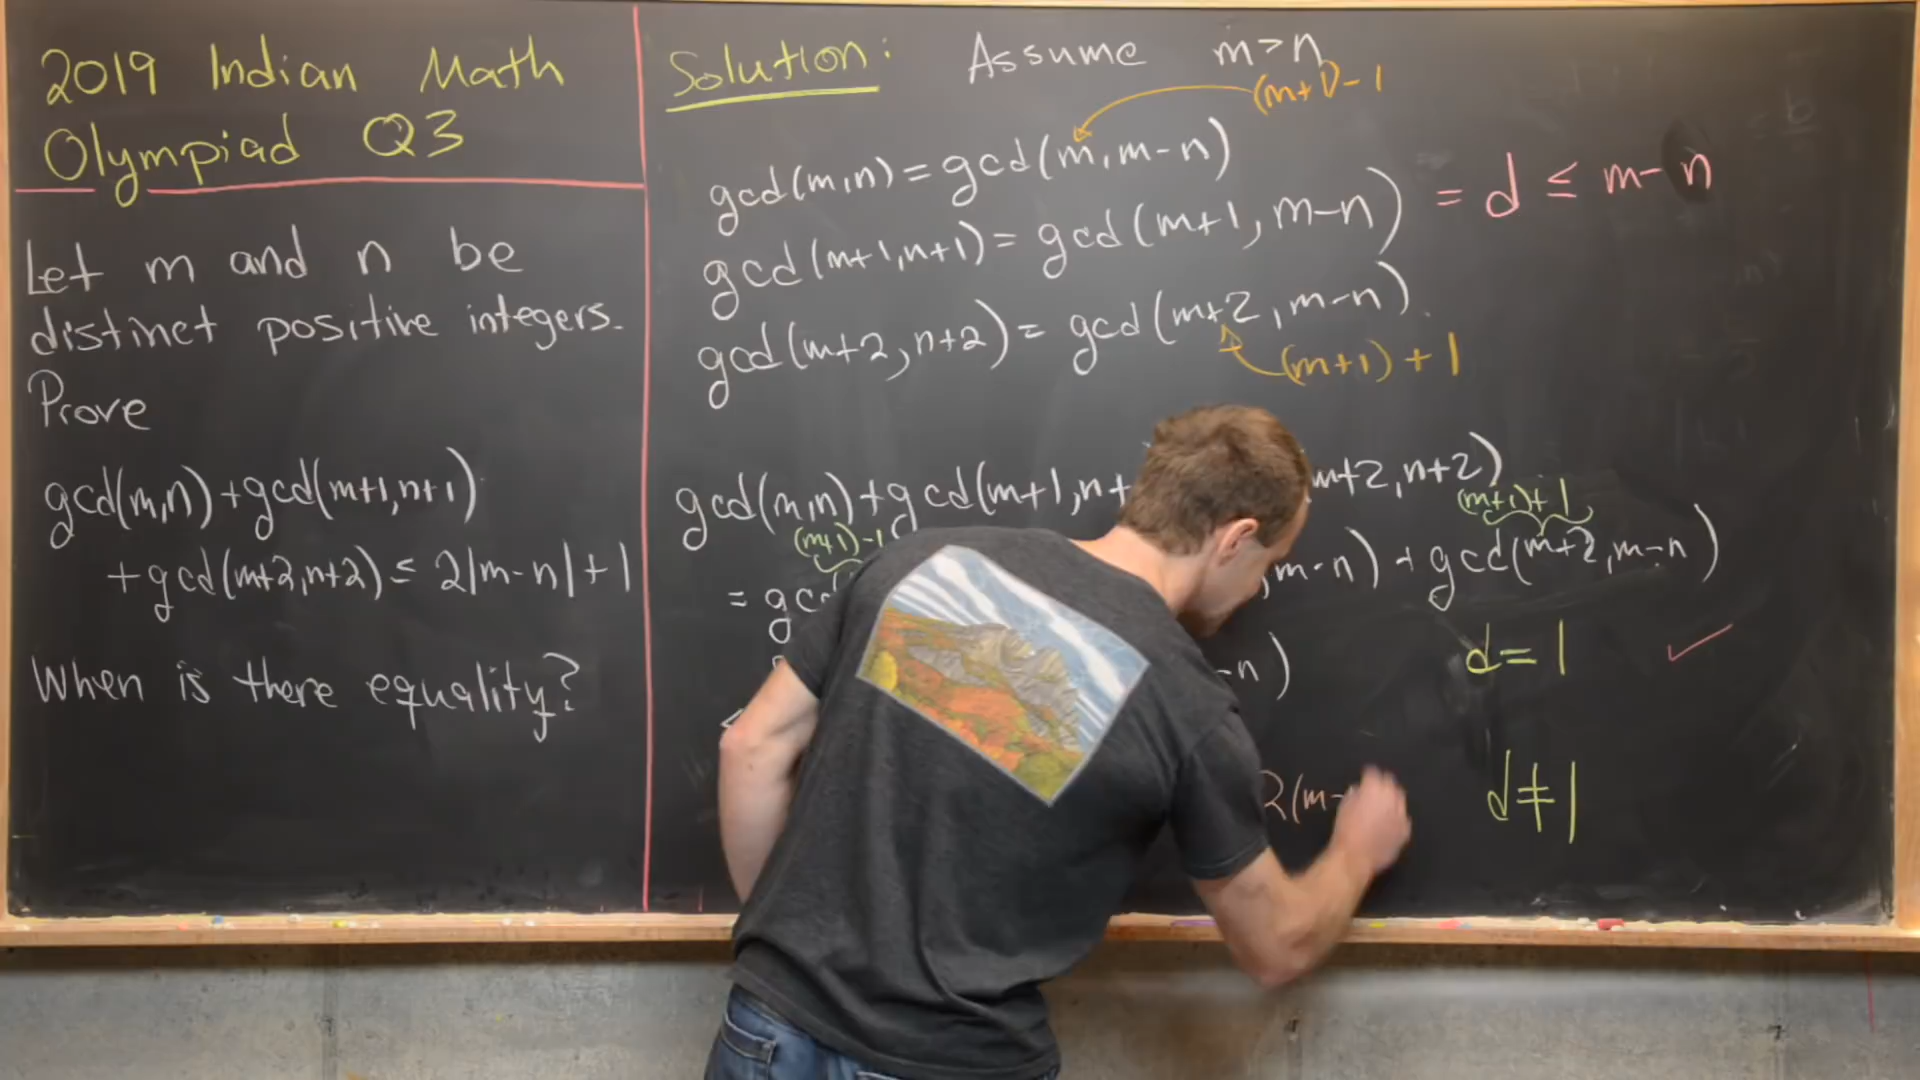 2019 Indian Math
Olympiad Q3
Let m and n be
distinct positive integers.
Prove
gcd(m,n)+gcd(m+1,n+1)
+gcd(m+2,n+2) ≤ 2|m-n|+1
When is there equality?
Solution: Assume m>n
(m+1)-1
gcd(m,n) = gcd(m,m-n)
gcd(m+1,n+1) = gcd(m+1,m-n) = d ≤ m-n
gcd(m+2,n+2) = gcd(m+2,m-n).
(m+1)+1
gcd(m,n)+gcd(m+1,n+ m+2,n+2)
(m+1)-1 (m+1)+1
= gc ,m-n) + gcd(m+2,m-n)
-n) d=1 ✓
2(m- d≠1